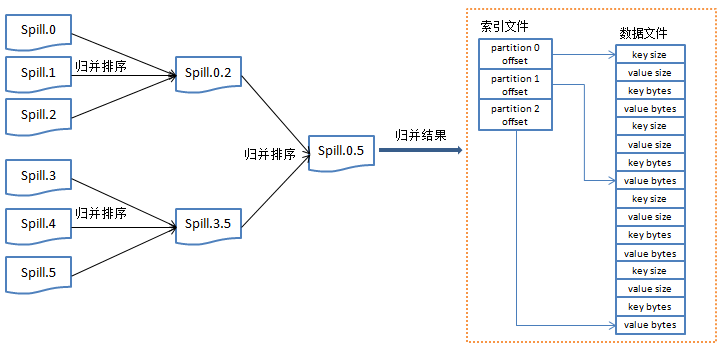 Spill.0
Spill.1
归并排序
Spill.2
Spill.0.2
Spill.3
Spill.4
归并排序
Spill.5
Spill.3.5
归并排序
Spill.0.5
归并结果
索引文件
partition 0
offset
partition 1
offset
partition 2
offset
数据文件
key size
value size
key bytes
value bytes
key size
value size
key bytes
value bytes
key size
value size
key bytes
value bytes
key size
value size
key bytes
value bytes